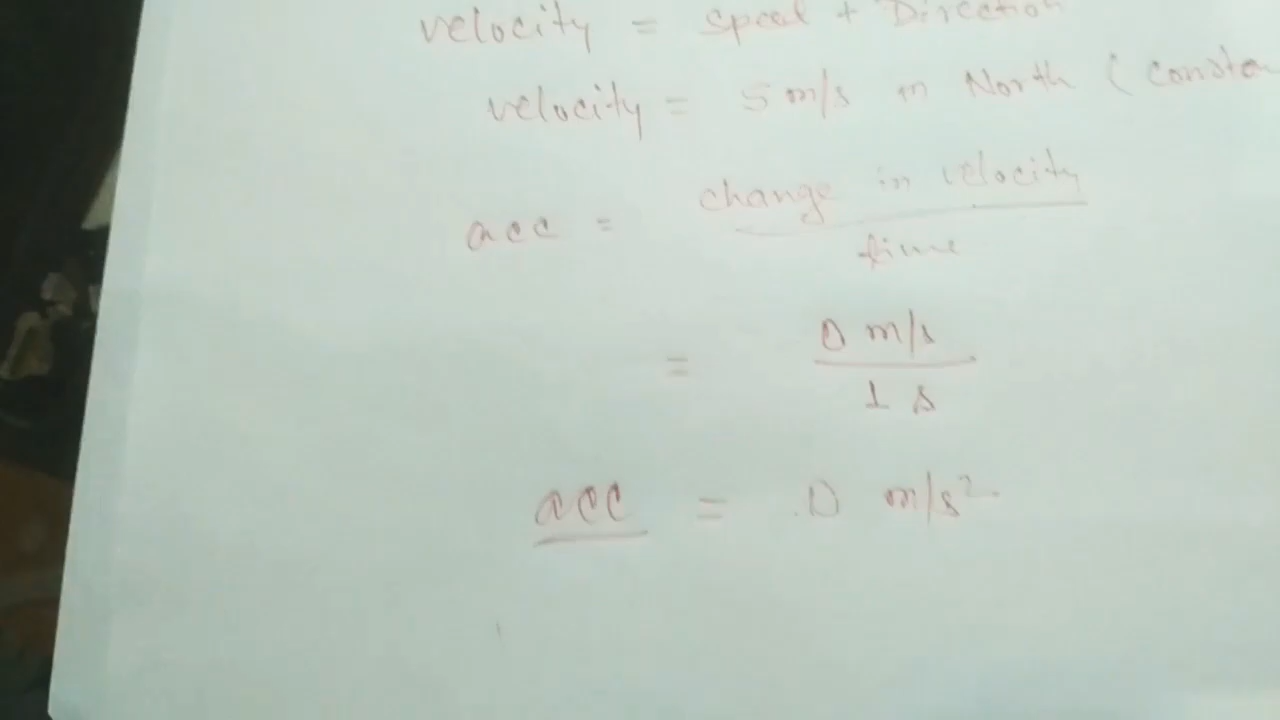 velocity = Speed + Direction
velocity = 5 m/s in North (Constan
acc = change in velocity
time
= 0 m/s
1 s
acc = 0 m/s²